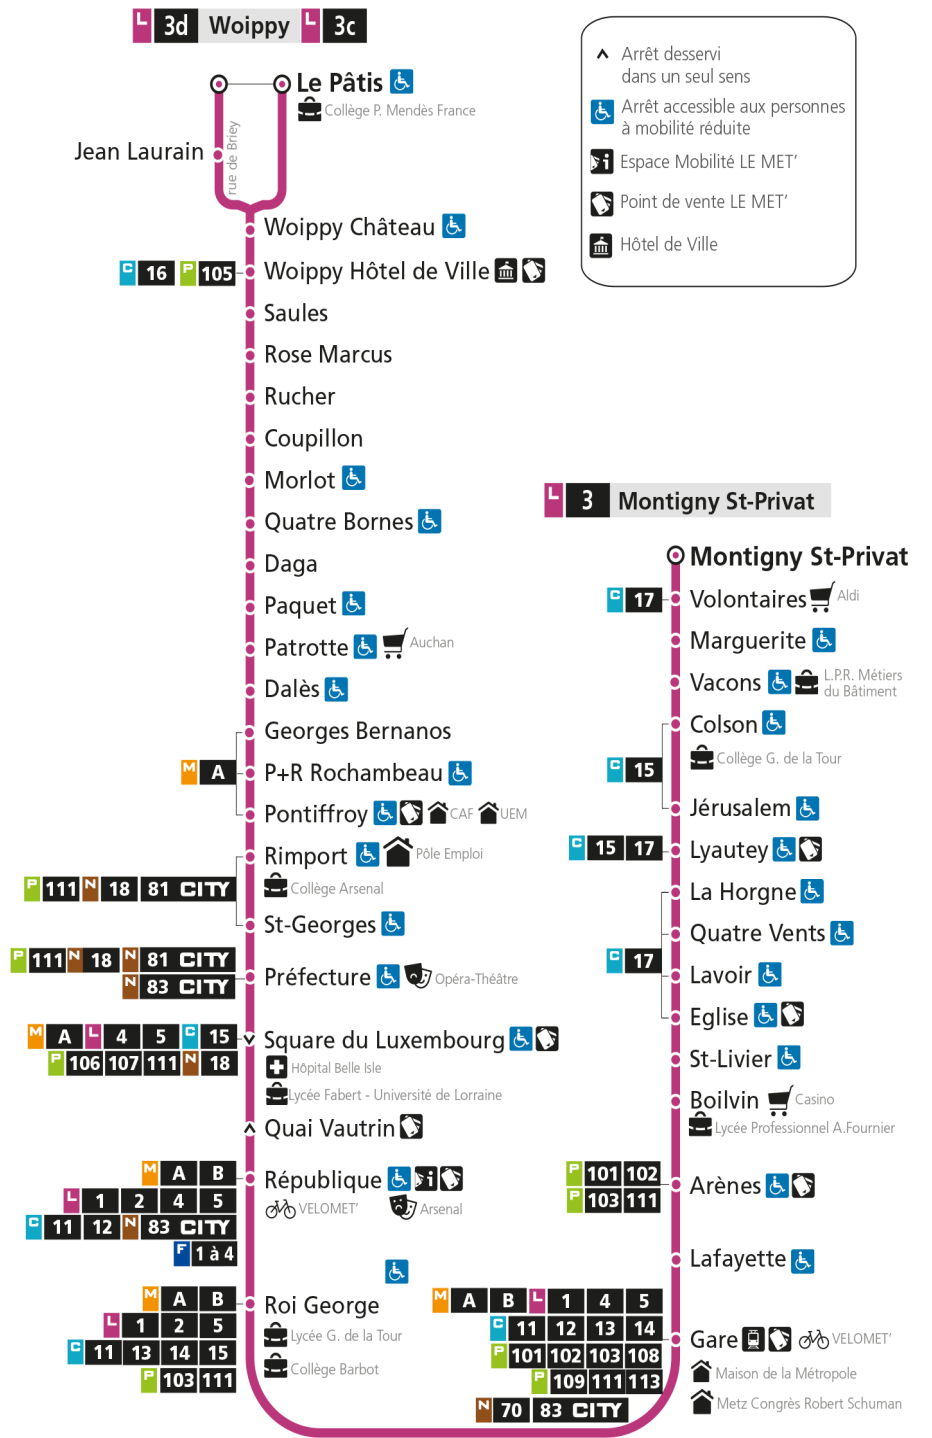 L 3d Woippy L 3c
Le Pâtis
Collège P. Mendès France
Jean Laurain
rue de Briey
Woippy Château
C 16 P 105 Woippy Hôtel de Ville
Saules
Rose Marcus
Rucher
Coupillon
Morlot
Quatre Bornes
Daga
Paquet
Patrotte Auchan
Dalès
Georges Bernanos
M A P+R Rochambeau
Pontiffroy CAF UEM
Rimport Pôle Emploi
P 111 N 18 81 CITY Collège Arsenal
St-Georges
P 111 N 18 N 81 CITY
N 83 CITY
Préfecture Opéra-Théâtre
M A L 4 5 C 15
P 106 107 111 N 18
Square du Luxembourg
Hôpital Belle Isle
Lycée Fabert - Université de Lorraine
Quai Vautrin
M A B
L 1 2 4 5
C 11 12 N 83 CITY
F 1 à 4
République
VELOMET' Arsenal
M A B
L 1 2 5
C 11 13 14 15
P 103 111
Roi George
Lycée G. de la Tour
Collège Barbot
Arrêt desservi
dans un seul sens
Arrêt accessible aux personnes
à mobilité réduite
Espace Mobilité LE MET'
Point de vente LE MET'
Hôtel de Ville
L 3 Montigny St-Privat
Montigny St-Privat
C 17 Volontaires Aldi
Marguerite
Vacons L.P.R. Métiers
du Bâtiment
Colson
Collège G. de la Tour
C 15
Jérusalem
C 15 17 Lyautey
La Horgne
Quatre Vents
C 17
Lavoir
Eglise
St-Livier
Boilvin Casino
Lycée Professionnel A.Fournier
P 101 102
P 103 111
Arènes
Lafayette
M A B L 1 4 5
C 11 12 13 14
P 101 102 103 108
P 109 111 113
N 70 83 CITY
Gare VELOMET'
Maison de la Métropole
Metz Congrès Robert Schuman